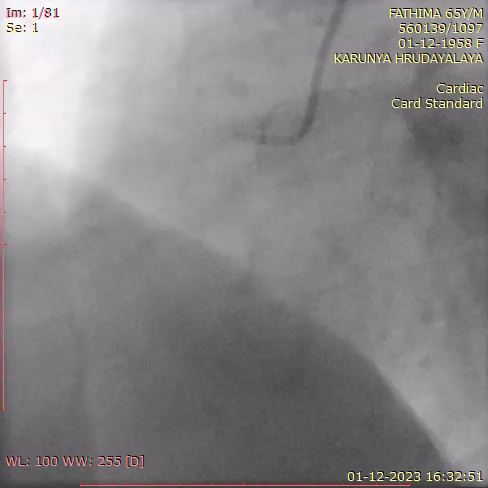 Im: 1/81
Se: 1
FATHIMA 65Y/M
560139/1097
01-12-1958 F
KARUNYA HRUDAYALAYA
Cardiac
Card Standard
WL: 100 WW: 255 [D]
01-12-2023 16:32:51